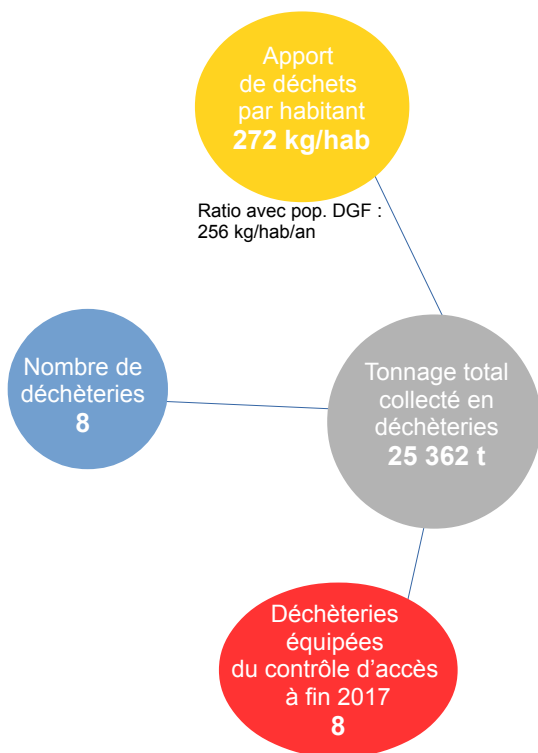 Apport
de déchets
par habitant
272 kg/hab
Ratio avec pop. DGF :
256 kg/hab/an
Nombre de
déchèteries
8
Tonnage total
collecté en
déchèteries
25 362 t
Déchèteries
équipées
du contrôle d'accès
à fin 2017
8